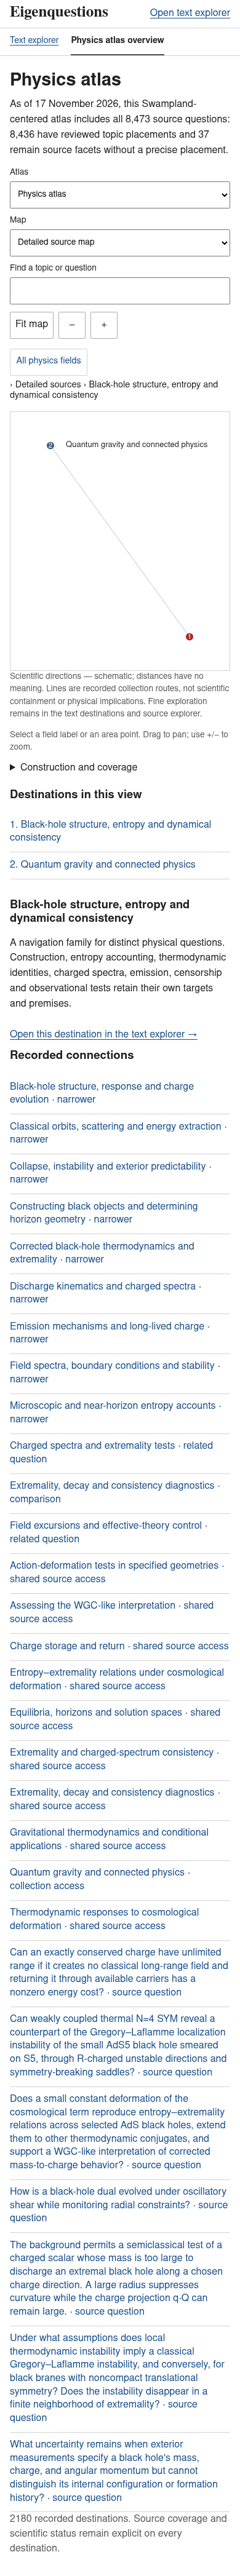 Eigenquestions
Open text explorer
Text explorer
Physics atlas overview
Physics atlas
As of 17 November 2026, this Swampland-
centered atlas includes all 8,473 source questions:
8,436 have reviewed topic placements and 37
remain source facets without a precise placement.
Atlas
Physics atlas
Map
Detailed source map
Find a topic or question
Fit map
–
+
All physics fields
› Detailed sources › Black-hole structure, entropy and
dynamical consistency
2
Quantum gravity and connected physics
1
Scientific directions — schematic; distances have no
meaning. Lines are recorded collection routes, not scientific
containment or physical implications. Fine exploration
remains in the text destinations and source explorer.
Select a field label or an area point. Drag to pan; use +/− to
zoom.
▶ Construction and coverage
Destinations in this view
1. Black-hole structure, entropy and dynamical
consistency
2. Quantum gravity and connected physics
Black-hole structure, entropy and
dynamical consistency
A navigation family for distinct physical questions.
Construction, entropy accounting, thermodynamic
identities, charged spectra, emission, censorship
and observational tests retain their own targets
and premises.
Open this destination in the text explorer →
Recorded connections
Black-hole structure, response and charge
evolution · narrower
Classical orbits, scattering and energy extraction ·
narrower
Collapse, instability and exterior predictability ·
narrower
Constructing black objects and determining
horizon geometry · narrower
Corrected black-hole thermodynamics and
extremality · narrower
Discharge kinematics and charged spectra ·
narrower
Emission mechanisms and long-lived charge ·
narrower
Field spectra, boundary conditions and stability ·
narrower
Microscopic and near-horizon entropy accounts ·
narrower
Charged spectra and extremality tests · related
question
Extremality, decay and consistency diagnostics ·
comparison
Field excursions and effective-theory control ·
related question
Action-deformation tests in specified geometries ·
shared source access
Assessing the WGC-like interpretation · shared
source access
Charge storage and return · shared source access
Entropy–extremality relations under cosmological
deformation · shared source access
Equilibria, horizons and solution spaces · shared
source access
Extremality and charged-spectrum consistency ·
shared source access
Extremality, decay and consistency diagnostics ·
shared source access
Gravitational thermodynamics and conditional
applications · shared source access
Quantum gravity and connected physics ·
collection access
Thermodynamic responses to cosmological
deformation · shared source access
Can an exactly conserved charge have unlimited
range if it creates no classical long-range field and
returning it through available carriers has a
nonzero energy cost? · source question
Can weakly coupled thermal N=4 SYM reveal a
counterpart of the Gregory–Laflamme localization
instability of the small AdS5 black hole smeared
on S5, through R-charged unstable directions and
symmetry-breaking saddles? · source question
Does a small constant deformation of the
cosmological term reproduce entropy–extremality
relations across selected AdS black holes, extend
them to other thermodynamic conjugates, and
support a WGC-like interpretation of corrected
mass-to-charge behavior? · source question
How is a black-hole dual evolved under oscillatory
shear while monitoring radial constraints? · source
question
The background permits a semiclassical test of a
charged scalar whose mass is too large to
discharge an extremal black hole along a chosen
charge direction. A large radius suppresses
curvature while the charge projection q·Q can
remain large. · source question
Under what assumptions does local
thermodynamic instability imply a classical
Gregory–Laflamme instability, and conversely, for
black branes with noncompact translational
symmetry? Does the instability disappear in a
finite neighborhood of extremality? · source
question
What uncertainty remains when exterior
measurements specify a black hole's mass,
charge, and angular momentum but cannot
distinguish its internal configuration or formation
history? · source question
2180 recorded destinations. Source coverage and
scientific status remain explicit on every
destination.